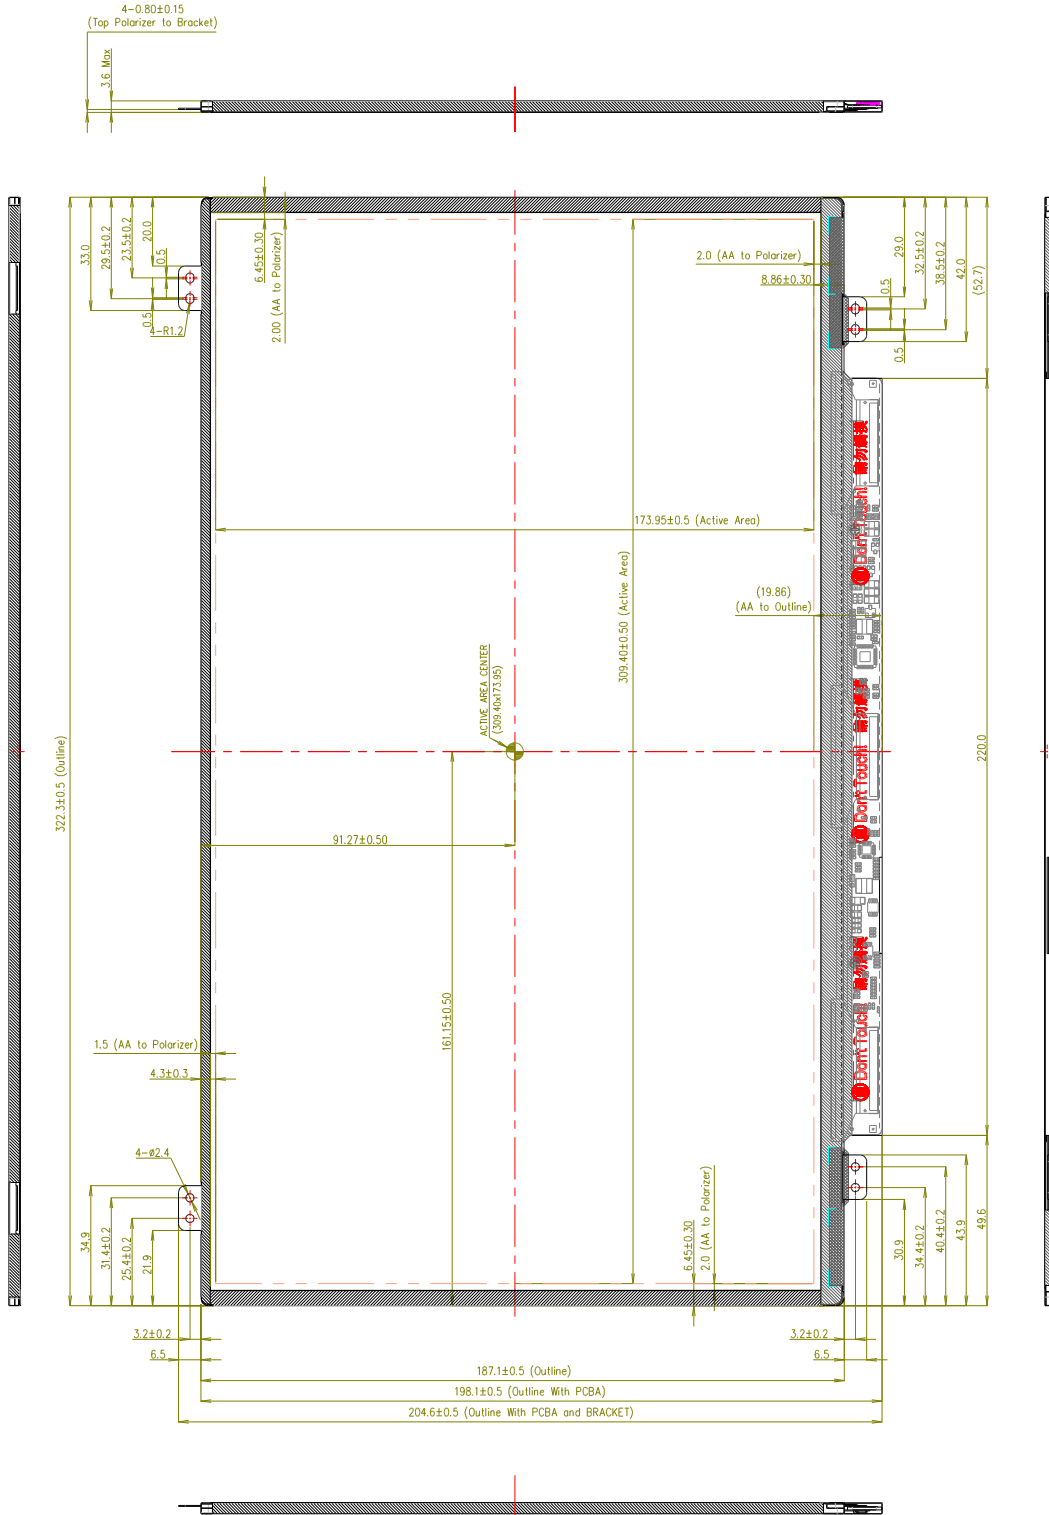 4-0.80±0.15
(Top Polarizer to Bracket)
3.6 Max
33.0
29.5±0.2
23.5±0.2
20.0
0.5
0.5
4-R1.2
6.45±0.30
2.00 (AA to Polarizer)
2.0 (AA to Polarizer)
8.86±0.30
29.0
32.5±0.2
38.5±0.2
42.0
(52.7)
0.5
0.5
173.95±0.5 (Active Area)
309.40±0.50 (Active Area)
(19.86)
(AA to Outline)
ACTIVE AREA CENTER
(309.40x173.95)
322.3±0.5 (Outline)
220.0
91.27±0.50
161.15±0.50
Don't Touch!
Don't Touch!
Don't Touch!
1.5 (AA to Polarizer)
4.3±0.3
4-ø2.4
34.9
31.4±0.2
25.4±0.2
21.9
6.45±0.30
2.0 (AA to Polarizer)
30.9
34.4±0.2
40.4±0.2
43.9
49.6
3.2±0.2
6.5
3.2±0.2
6.5
187.1±0.5 (Outline)
198.1±0.5 (Outline With PCBA)
204.6±0.5 (Outline With PCBA and BRACKET)